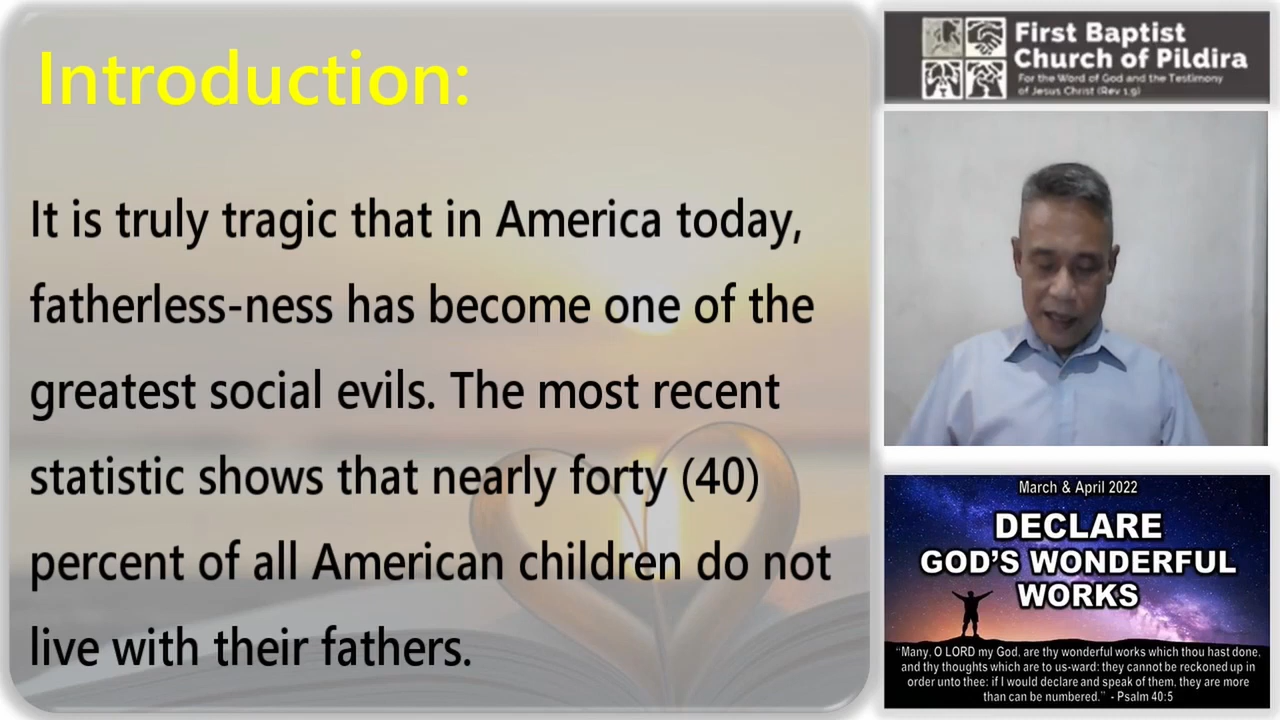 Introduction:
It is truly tragic that in America today,
fatherless-ness has become one of the
greatest social evils. The most recent
statistic shows that nearly forty (40)
percent of all American children do not
live with their fathers.
First Baptist
Church of Pildira
For the Word of God and the Testimony
of Jesus Christ (Rev 1:9)
March & April 2022
DECLARE
GOD'S WONDERFUL
WORKS
"Many, O LORD my God, are thy wonderful works which thou hast done,
and thy thoughts which are to us-ward: they cannot be reckoned up in
order unto thee: if I would declare and speak of them, they are more
than can be numbered." - Psalm 40:5